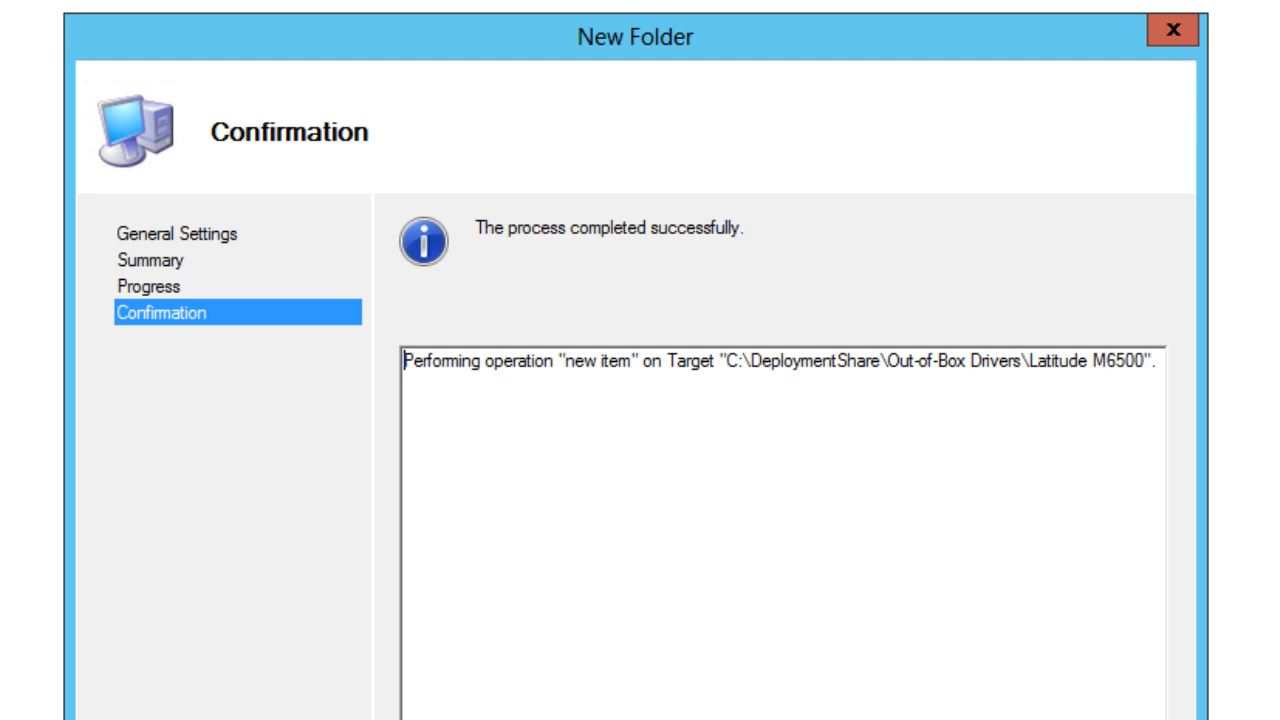 New Folder
x
Confirmation
General Settings
Summary
Progress
Confirmation
The process completed successfully.
Performing operation "new item" on Target "C:\DeploymentShare\Out-of-Box Drivers\Latitude M6500".